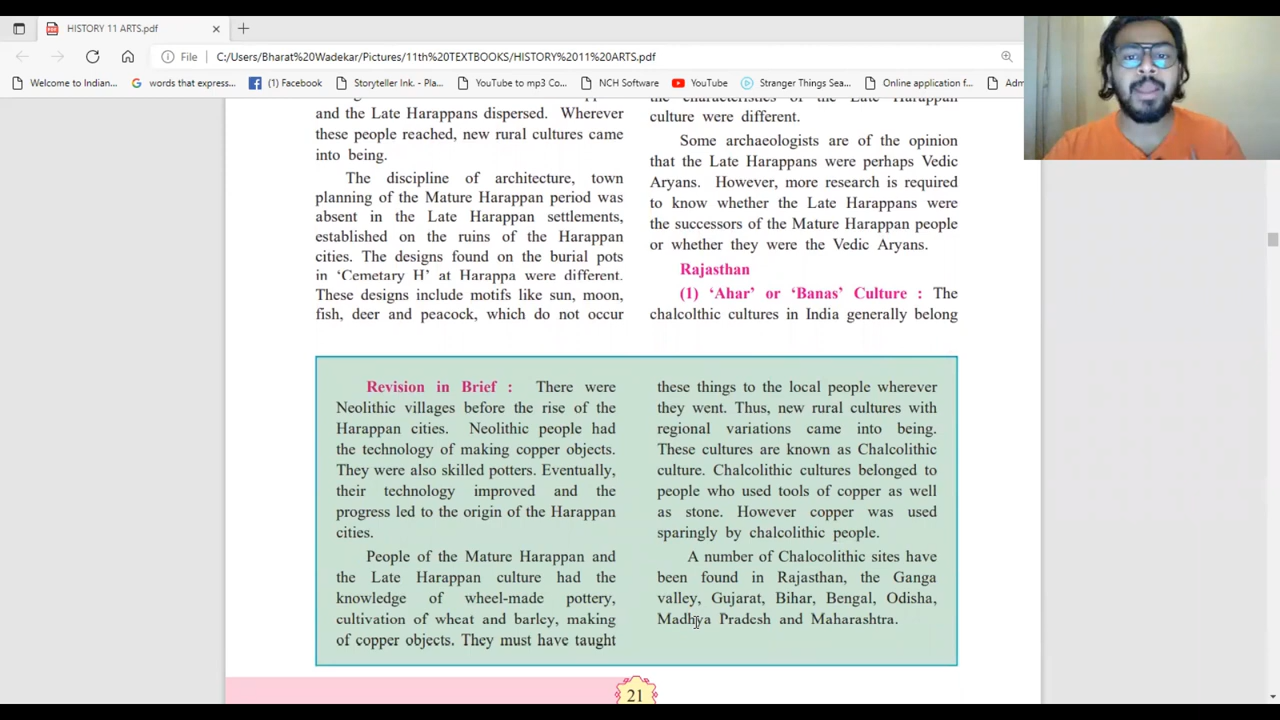 HISTORY 11 ARTS.pdf
File
C:/Users/Bharat%20Wadekar/Pictures/11th%20TEXTBOOKS/HISTORY%2011%20ARTS.pdf
Welcome to Indian...
words that express...
(1) Facebook
Storyteller Ink. - Pla...
YouTube to mp3 Co...
NCH Software
YouTube
Stranger Things Sea...
Online application f...
Adm
and the Late Harappans dispersed. Wherever
these people reached, new rural cultures came
into being.
The discipline of architecture, town
planning of the Mature Harappan period was
absent in the Late Harappan settlements,
established on the ruins of the Harappan
cities. The designs found on the burial pots
in ‘Cemetary H’ at Harappa were different.
These designs include motifs like sun, moon,
fish, deer and peacock, which do not occur
the characteristics of the Late Harappan
culture were different.
Some archaeologists are of the opinion
that the Late Harappans were perhaps Vedic
Aryans. However, more research is required
to know whether the Late Harappans were
the successors of the Mature Harappan people
or whether they were the Vedic Aryans.
Rajasthan
(1) ‘Ahar’ or ‘Banas’ Culture : The
chalcolthic cultures in India generally belong
Revision in Brief : There were
Neolithic villages before the rise of the
Harappan cities. Neolithic people had
the technology of making copper objects.
They were also skilled potters. Eventually,
their technology improved and the
progress led to the origin of the Harappan
cities.
People of the Mature Harappan and
the Late Harappan culture had the
knowledge of wheel-made pottery,
cultivation of wheat and barley, making
of copper objects. They must have taught
these things to the local people wherever
they went. Thus, new rural cultures with
regional variations came into being.
These cultures are known as Chalcolithic
culture. Chalcolithic cultures belonged to
people who used tools of copper as well
as stone. However copper was used
sparingly by chalcolithic people.
A number of Chalocolithic sites have
been found in Rajasthan, the Ganga
valley, Gujarat, Bihar, Bengal, Odisha,
Madhya Pradesh and Maharashtra.
21